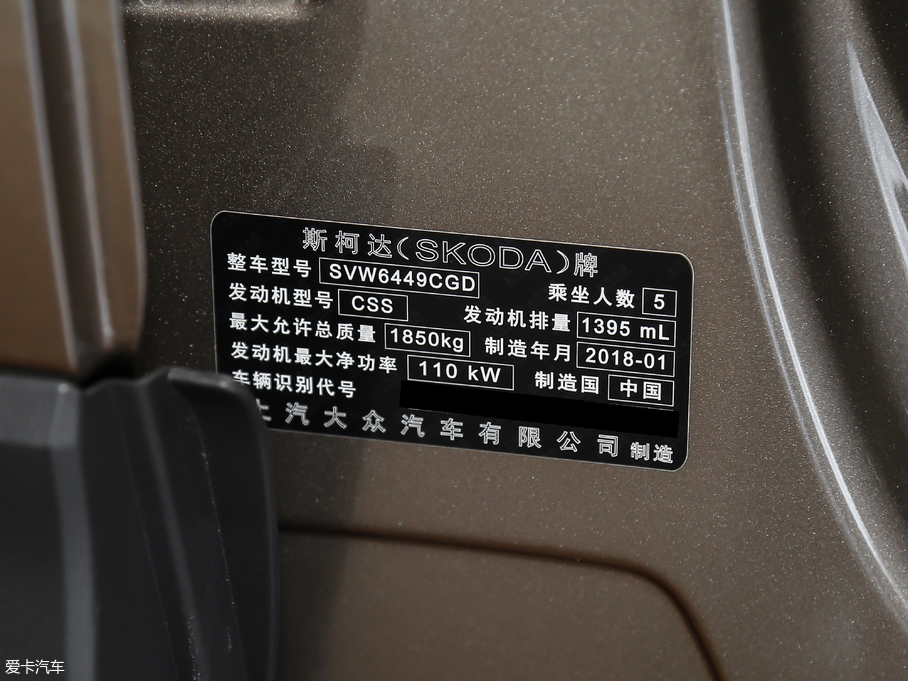 斯柯达(SKODA)牌
整车型号 SVW6449CGD 乘坐人数 5
发动机型号 CSS 发动机排量 1395 mL
最大允许总质量 1850kg 制造年月 2018-01
发动机最大净功率 110 kW 制造国 中国
车辆识别代号
上汽大众汽车有限公司 制造
爱卡汽车